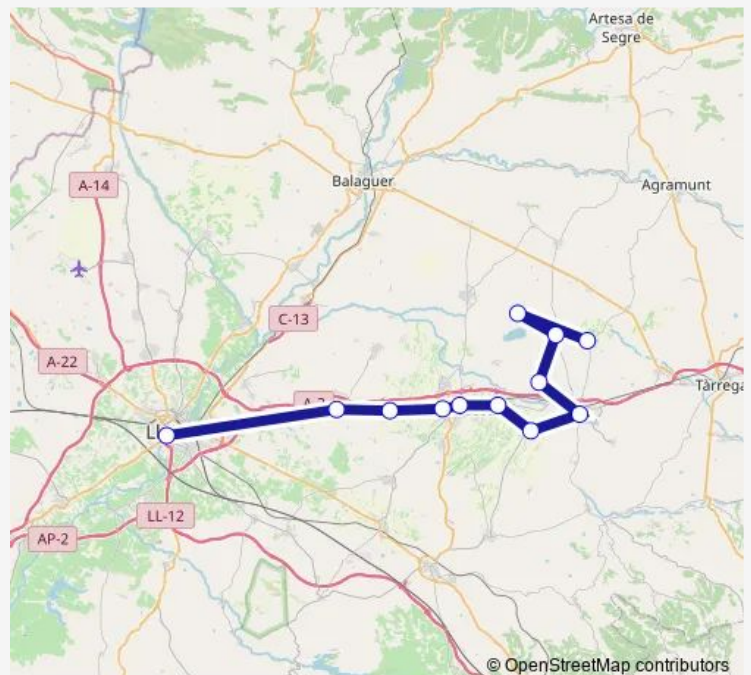 Artesa de
Segre
A-14
Balaguer
Agramunt
C-13
A-22
A-2
Tàrrega
LL-12
AP-2
© OpenStreetMap contributors